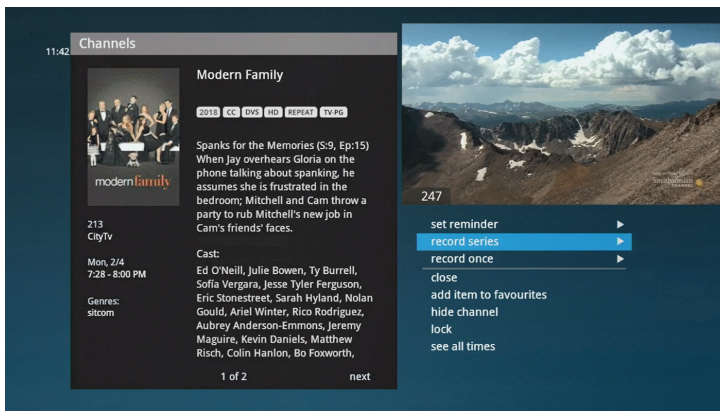 11:42
Channels
modern family
213
CityTv
Mon, 2/4
7:28 - 8:00 PM
Genres:
sitcom
Modern Family
2018 CC DVS HD REPEAT TV-PG
Spanks for the Memories (S:9, Ep:15)
When Jay overhears Gloria on the
phone talking about spanking, he
assumes she is frustrated in the
bedroom; Mitchell and Cam throw a
party to rub Mitchell's new job in
Cam's friends' faces.
Cast:
Ed O'Neill, Julie Bowen, Ty Burrell,
Sofía Vergara, Jesse Tyler Ferguson,
Eric Stonestreet, Sarah Hyland, Nolan
Gould, Ariel Winter, Rico Rodriguez,
Aubrey Anderson-Emmons, Jeremy
Maguire, Kevin Daniels, Matthew
Risch, Colin Hanlon, Bo Foxworth,
1 of 2 next
Smithsonian
CHANNEL
247
set reminder
record series
record once
close
add item to favourites
hide channel
lock
see all times